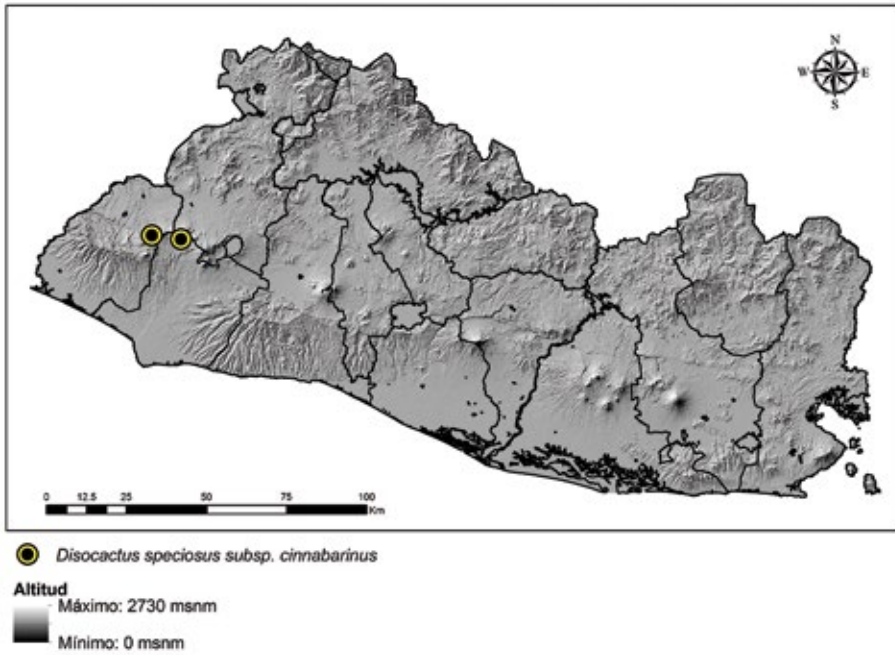 N
W E
S
0 12.5 25 50 75 100
Km
Disocactus speciosus subsp. cinnabarinus
Altitud
Máximo: 2730 msnm
Mínimo: 0 msnm